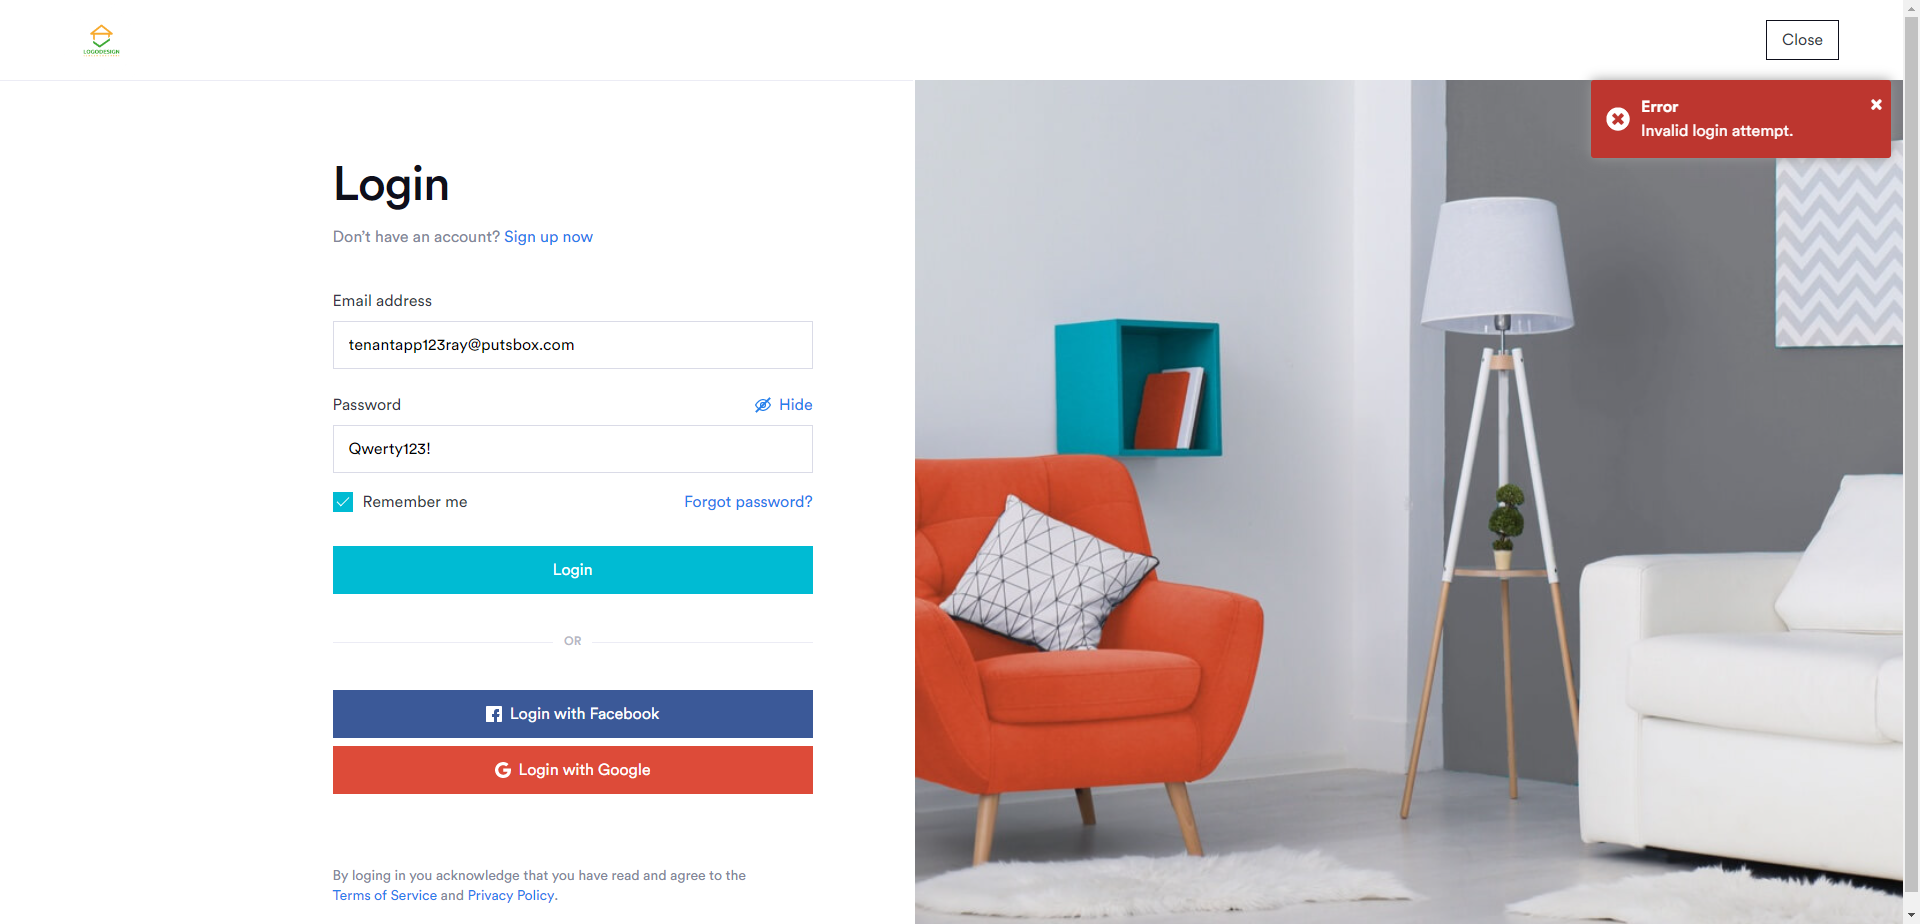 LOGODESIGN
Close
Error
Invalid login attempt.
Login
Don't have an account? Sign up now
Email address
tenantapp123ray@putsbox.com
Password
Hide
Qwerty123!
Remember me
Forgot password?
Login
OR
Login with Facebook
Login with Google
By loging in you acknowledge that you have read and agree to the
Terms of Service and Privacy Policy.